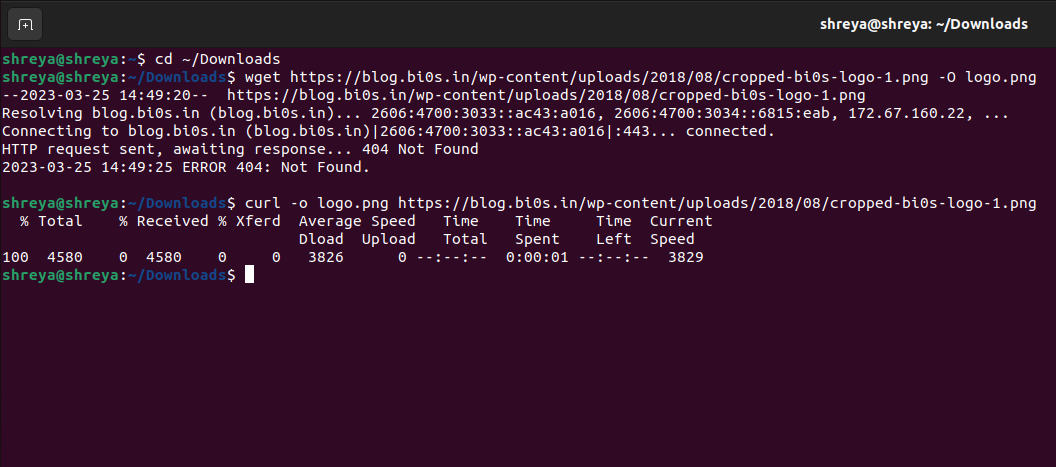 shreya@shreya: ~/Downloads
shreya@shreya:~$ cd ~/Downloads
shreya@shreya:~/Downloads$ wget https://blog.bi0s.in/wp-content/uploads/2018/08/cropped-bi0s-logo-1.png -O logo.png
--2023-03-25 14:49:20--  https://blog.bi0s.in/wp-content/uploads/2018/08/cropped-bi0s-logo-1.png
Resolving blog.bi0s.in (blog.bi0s.in)... 2606:4700:3033::ac43:a016, 2606:4700:3034::6815:eab, 172.67.160.22, ...
Connecting to blog.bi0s.in (blog.bi0s.in)|2606:4700:3033::ac43:a016|:443... connected.
HTTP request sent, awaiting response... 404 Not Found
2023-03-25 14:49:25 ERROR 404: Not Found.
shreya@shreya:~/Downloads$ curl -o logo.png https://blog.bi0s.in/wp-content/uploads/2018/08/cropped-bi0s-logo-1.png
  % Total    % Received % Xferd  Average Speed   Time    Time     Time  Current
                                 Dload  Upload   Total   Spent    Left  Speed
100  4580    0  4580    0     0   3826      0 --:--:--  0:00:01 --:--:--  3829
shreya@shreya:~/Downloads$